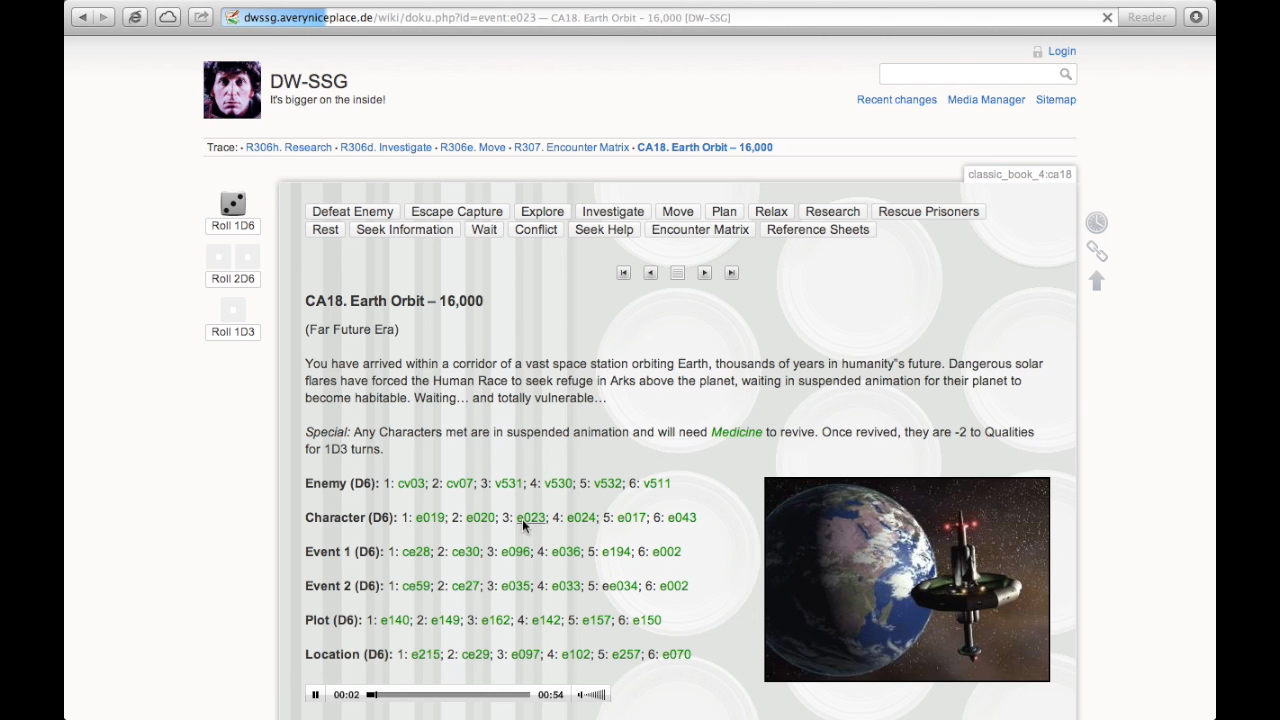 dwssg.averyniceplace.de/wiki/doku.php?id=event:e023 — CA18. Earth Orbit – 16,000 [DW-SSG]
Reader
Login
DW-SSG
It's bigger on the inside!
Recent changes Media Manager Sitemap
Trace: • R306h. Research • R306d. Investigate • R306e. Move • R307. Encounter Matrix • CA18. Earth Orbit – 16,000
classic_book_4:ca18
Roll 1D6
Roll 2D6
Roll 1D3
Defeat Enemy Escape Capture Explore Investigate Move Plan Relax Research Rescue Prisoners
Rest Seek Information Wait Conflict Seek Help Encounter Matrix Reference Sheets
CA18. Earth Orbit – 16,000
(Far Future Era)
You have arrived within a corridor of a vast space station orbiting Earth, thousands of years in humanity"s future. Dangerous solar
flares have forced the Human Race to seek refuge in Arks above the planet, waiting in suspended animation for their planet to
become habitable. Waiting… and totally vulnerable…
Special: Any Characters met are in suspended animation and will need Medicine to revive. Once revived, they are -2 to Qualities
for 1D3 turns.
Enemy (D6): 1: cv03; 2: cv07; 3: v531; 4: v530; 5: v532; 6: v511
Character (D6): 1: e019; 2: e020; 3: e023; 4: e024; 5: e017; 6: e043
Event 1 (D6): 1: ce28; 2: ce30; 3: e096; 4: e036; 5: e194; 6: e002
Event 2 (D6): 1: ce59; 2: ce27; 3: e035; 4: e033; 5: ee034; 6: e002
Plot (D6): 1: e140; 2: e149; 3: e162; 4: e142; 5: e157; 6: e150
Location (D6): 1: e215; 2: ce29; 3: e097; 4: e102; 5: e257; 6: e070
00:02 00:54